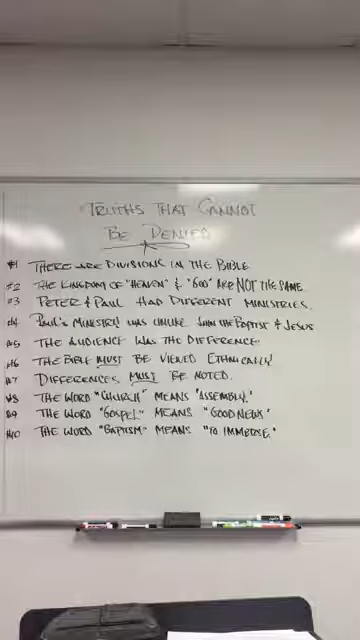 TRUTHS THAT CANNOT
BE DENIED
#1 THERE ARE DIVISIONS IN THE BIBLE
#2 THE KINGDOM OF "HEAVEN" & "GOD" ARE NOT THE SAME.
#3 PETER & PAUL HAD DIFFERENT MINISTRIES.
#4 PAUL'S MINISTRY WAS UNLIKE JOHN THE BAPTIST & JESUS
#5 THE AUDIENCE WAS THE DIFFERENCE.
#6 THE BIBLE MUST BE VIEWED ETHNICALLY!
#7 DIFFERENCES MUST BE NOTED.
#8 THE WORD "CHURCH" MEANS "ASSEMBLY."
#9 THE WORD "GOSPEL" MEANS "GOOD NEWS"
#10 THE WORD "BAPTISM" MEANS "TO IMMERSE."